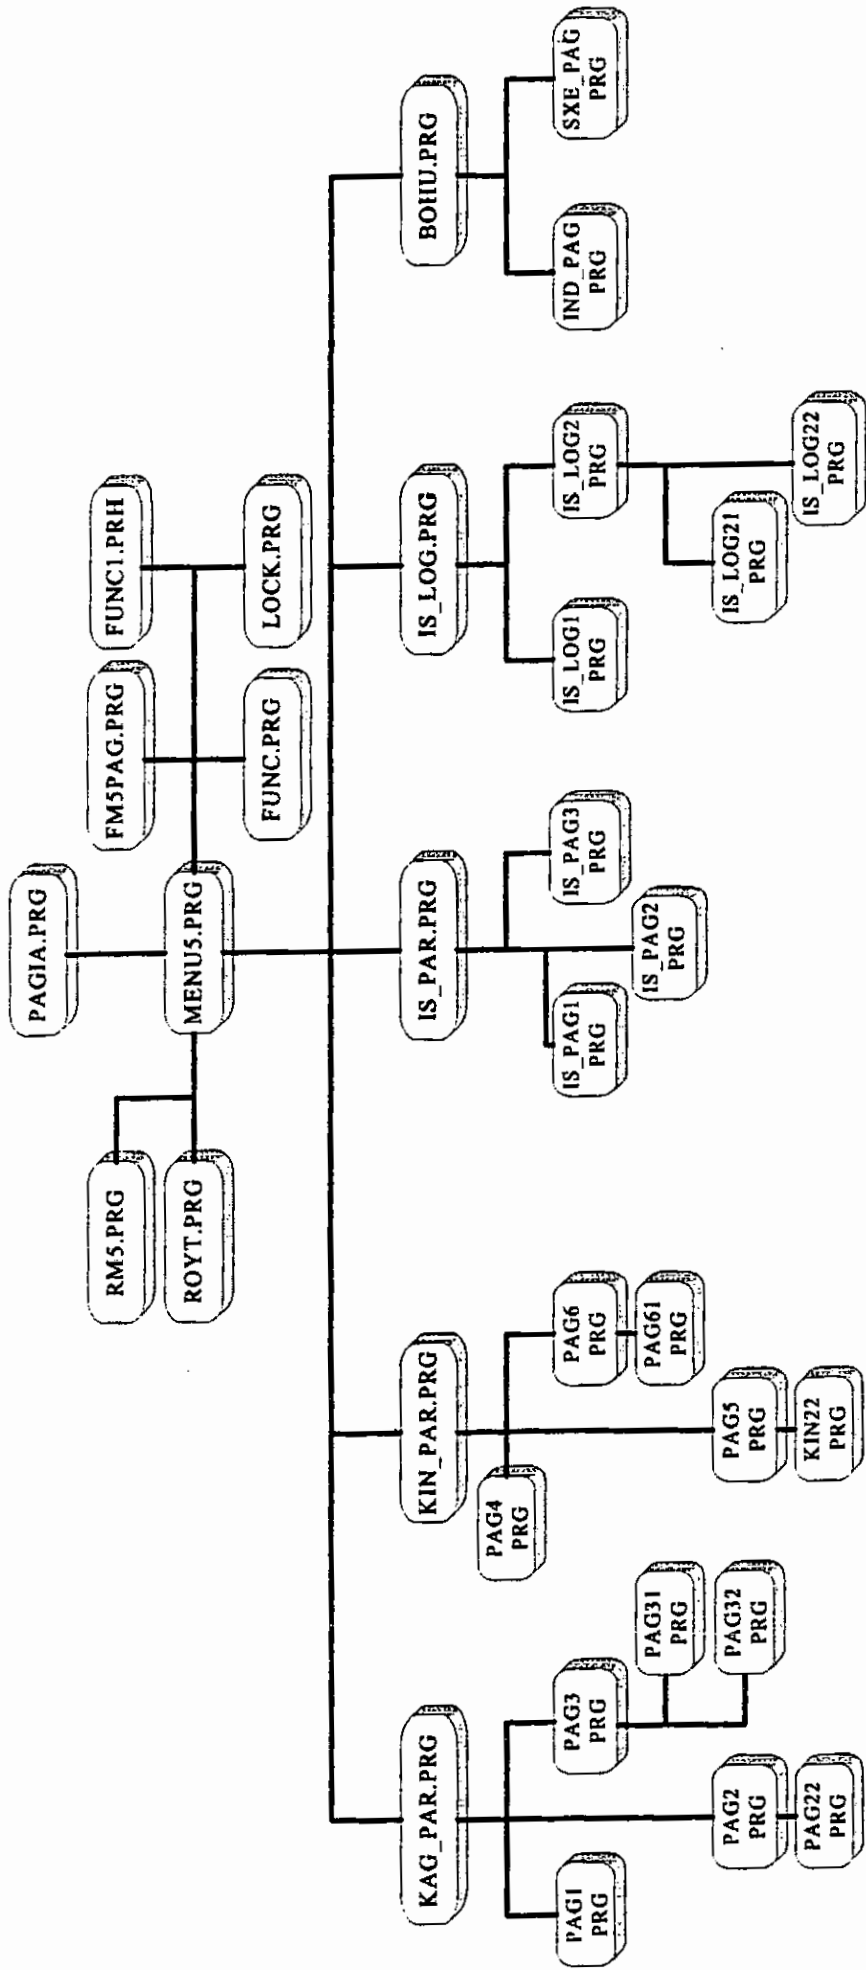 PAGIA.PRG
RM5.PRG
ROYT.PRG
MENU5.PRG
FM5PAG.PRG
FUNC1.PRH
FUNC.PRG
LOCK.PRG
KAG_PAR.PRG
KIN_PAR.PRG
IS_PAR.PRG
IS_LOG.PRG
BOHU.PRG
PAG1
PRG
PAG3
PRG
PAG31
PRG
PAG32
PRG
PAG2
PRG
PAG22
PRG
PAG4
PRG
PAG6
PRG
PAG61
PRG
PAG5
PRG
KIN22
PRG
IS_PAG1
PRG
IS_PAG3
PRG
IS_PAG2
PRG
IS_LOG1
PRG
IS_LOG2
PRG
IS_LOG21
PRG
IS_LOG22
PRG
IND_PAG
PRG
SXE_PAG
PRG